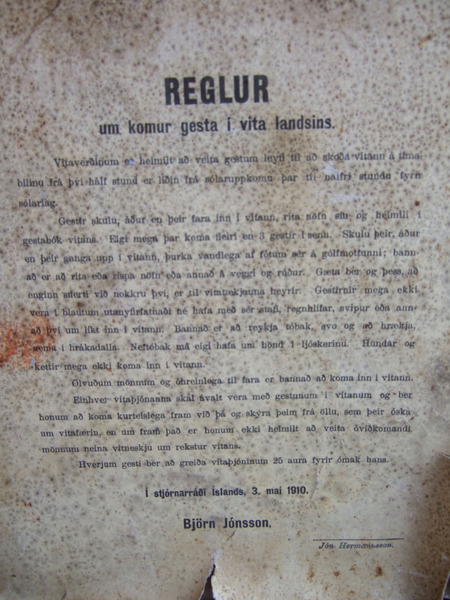 REGLUR
um komur gesta í vita landsins.
Vitaverðinum er heimilt að veita gestum leyfi til að skoða vitann á tíma-
bilinu frá því hálf stund er liðin frá sólaruppkomu þar til hálfri stundu fyrir
sólarlag.
Gestir skulu, áður en þeir fara inn í vitann, rita nöfn sín og heimili í
gestabók vitans. Eigi mega þar koma fleiri en 3 gestir í senn. Skulu þeir, áður
en þeir ganga upp í vitann, þurka vandlega af fótum sér á gólfmottunni; bann-
að er að rita eða rispa nöfn eða annað á veggi og rúður. Gæta ber og þess, að
enginn snerti við nokkru því, er til vitatækjanna heyrir. Gestirnir mega ekki
vera í blautum utanyfirfatnaði né hafa með sér stafi, regnhlífar, svipur eða ann-
að því um líkt inn í vitann. Bannað er að reykja tóbak, svo og að hrækja,
nema í hrákadalla. Neftóbak má eigi hafa um hönd í ljóskerinu. Hundar og
kettir mega ekki koma inn í vitann.
Ölvuðum mönnum og óhreinlega til fara er bannað að koma inn í vitann.
Einhver vitaþjónanna skal ávalt vera með gestunum í vitanum og ber
honum að koma kurteislega fram við þá og skýra þeim frá öllu, sem þeir óska
um vitafærin, en um fram það er honum ekki heimilt að veita óviðkomandi
mönnum neina vitneskju um rekstur vitans.
Hverjum gesti ber að greiða vitaþjóninum 25 aura fyrir ómak hans.
Í stjórnarráði Íslands, 3. maí 1910.
Björn Jónsson.
Jón Hermannsson.